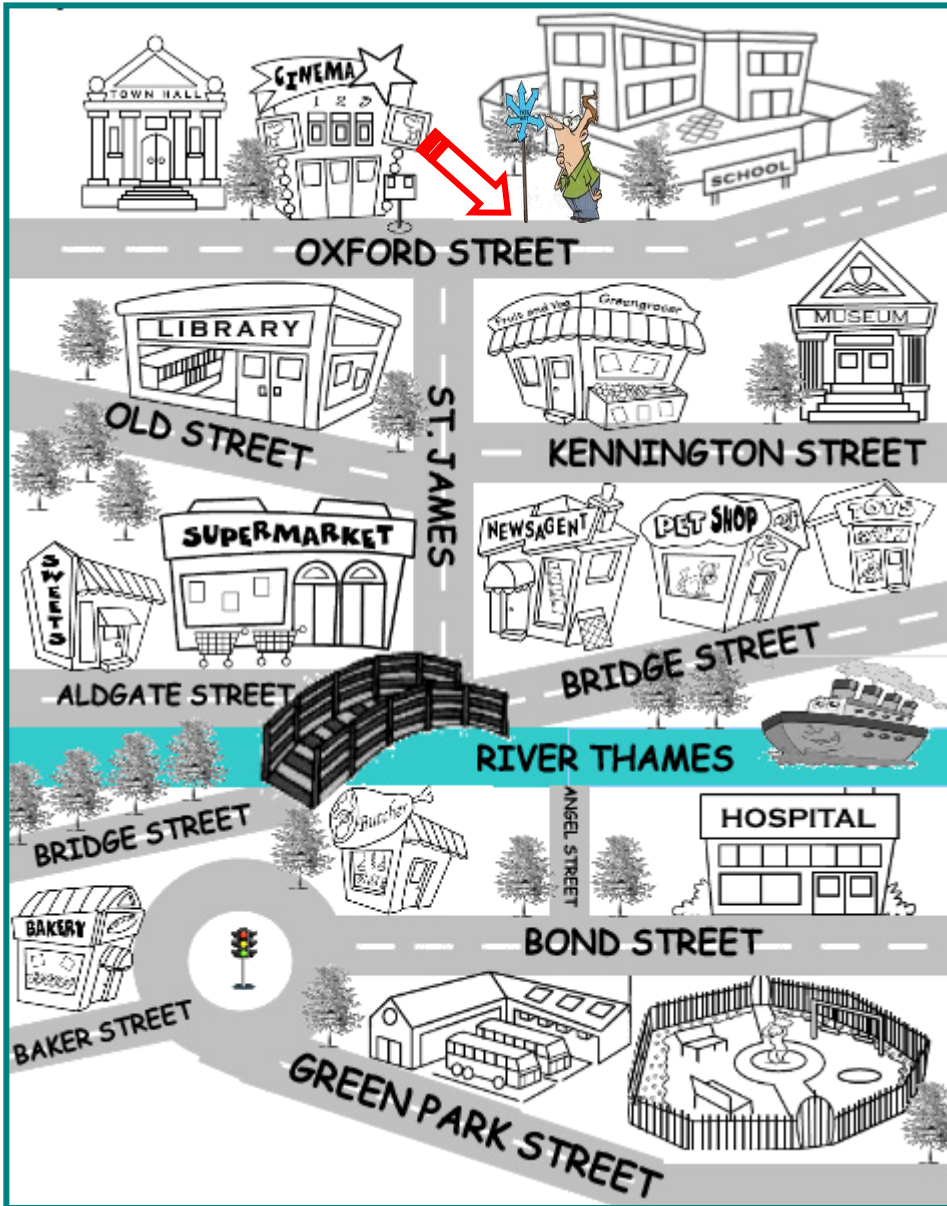 TOWN HALL
CINEMA
1 2 3
SCHOOL
OXFORD STREET
LIBRARY
Fruit and Veg
Greengrocer
MUSEUM
OLD STREET
ST. JAMES
KENNINGTON STREET
SWEETS
SUPERMARKET
NEWSAGENT
PET SHOP
TOYS
BRIDGE STREET
ALDGATE STREET
RIVER THAMES
BRIDGE STREET
Butcher
ANGEL STREET
HOSPITAL
BAKERY
BOND STREET
BAKER STREET
GREEN PARK STREET